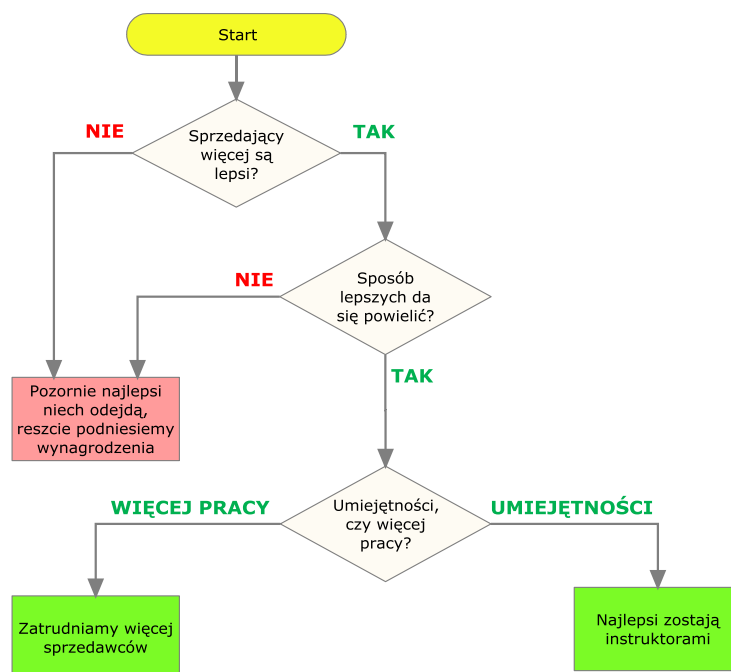 Start
NIE
TAK
Sprzedający
więcej są
lepsi?
NIE
Sposób
lepszych da
się powielić?
TAK
Pozornie najlepsi
niech odejdą,
reszcie podniesiemy
wynagrodzenia
WIĘCEJ PRACY
Umiejętności,
czy więcej
pracy?
UMIEJĘTNOŚCI
Zatrudniamy więcej
sprzedawców
Najlepsi zostają
instruktorami